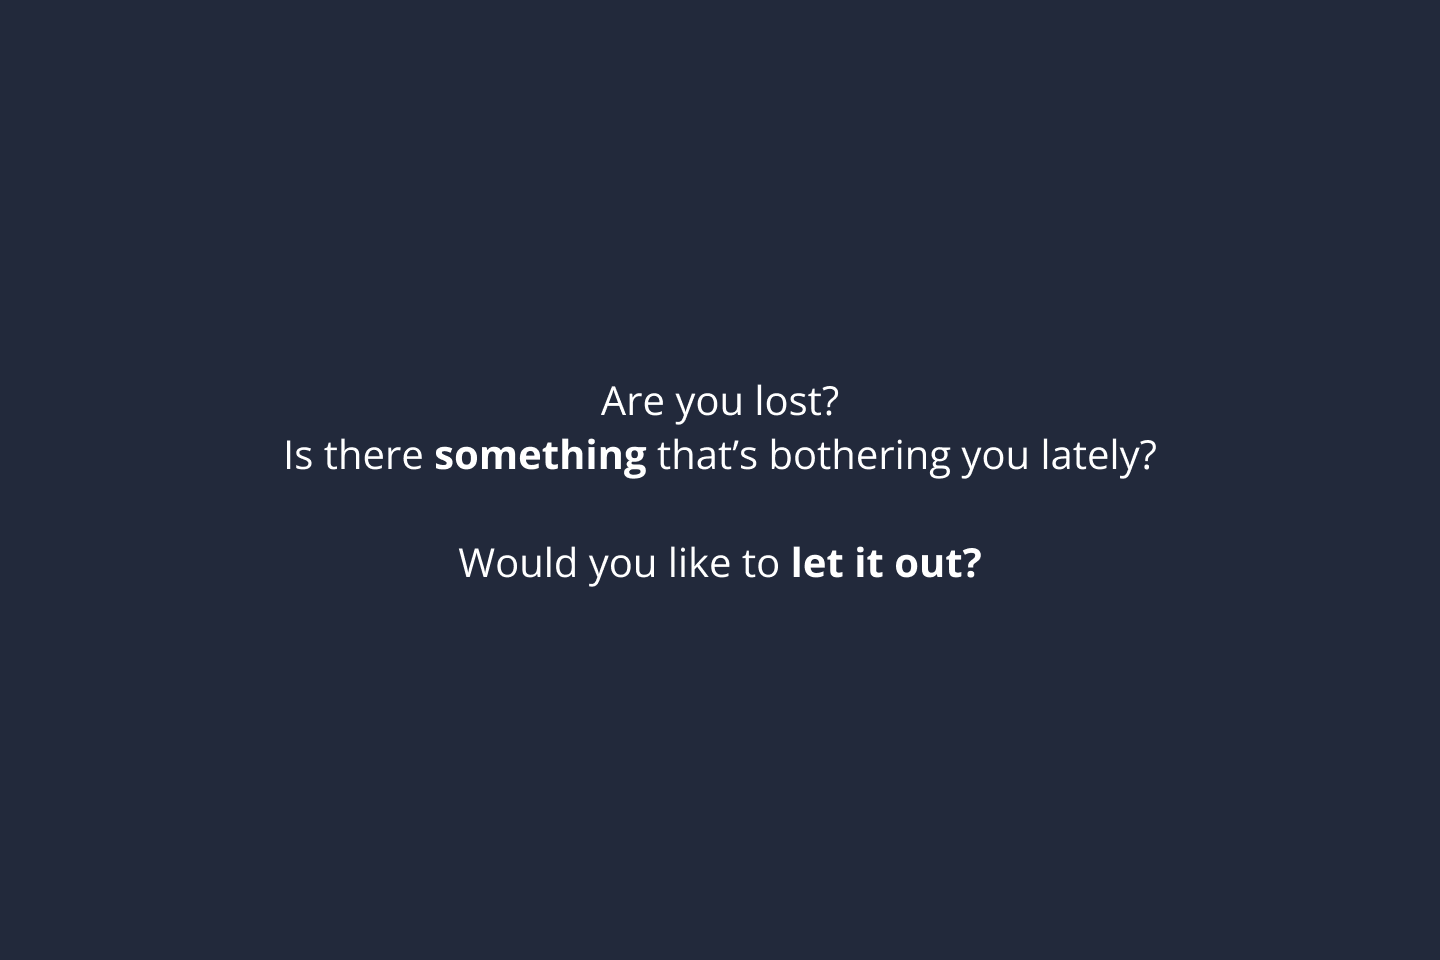 Are you lost?
Is there something that’s bothering you lately?
Would you like to let it out?